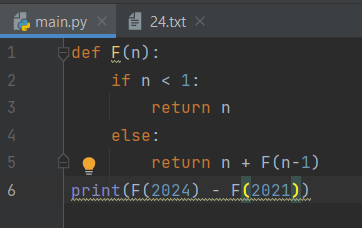 main.py × 24.txt ×
1 def F(n):
2     if n < 1:
3         return n
4     else:
5         return n + F(n-1)
6 print(F(2024) - F(2021))